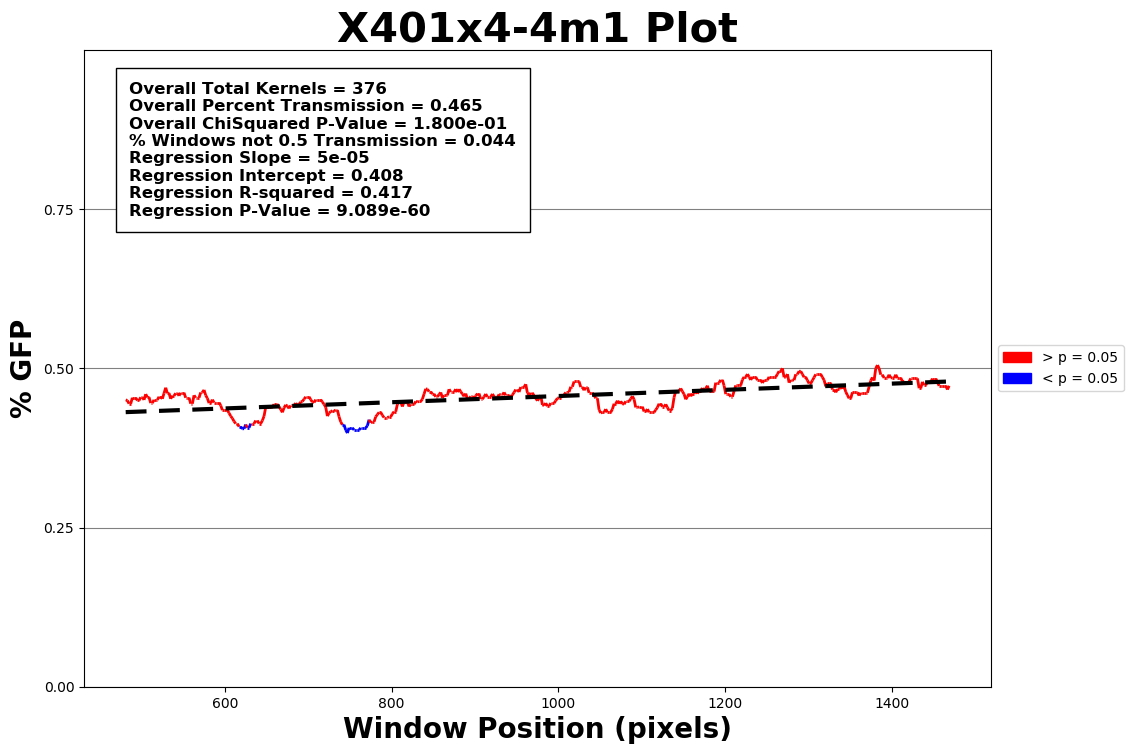 X401x4-4m1 Plot
Overall Total Kernels = 376
Overall Percent Transmission = 0.465
Overall ChiSquared P-Value = 1.800e-01
% Windows not 0.5 Transmission = 0.044
Regression Slope = 5e-05
Regression Intercept = 0.408
Regression R-squared = 0.417
Regression P-Value = 9.089e-60
% GFP
0.75
0.50
0.25
0.00
> p = 0.05
< p = 0.05
600 800 1000 1200 1400
Window Position (pixels)